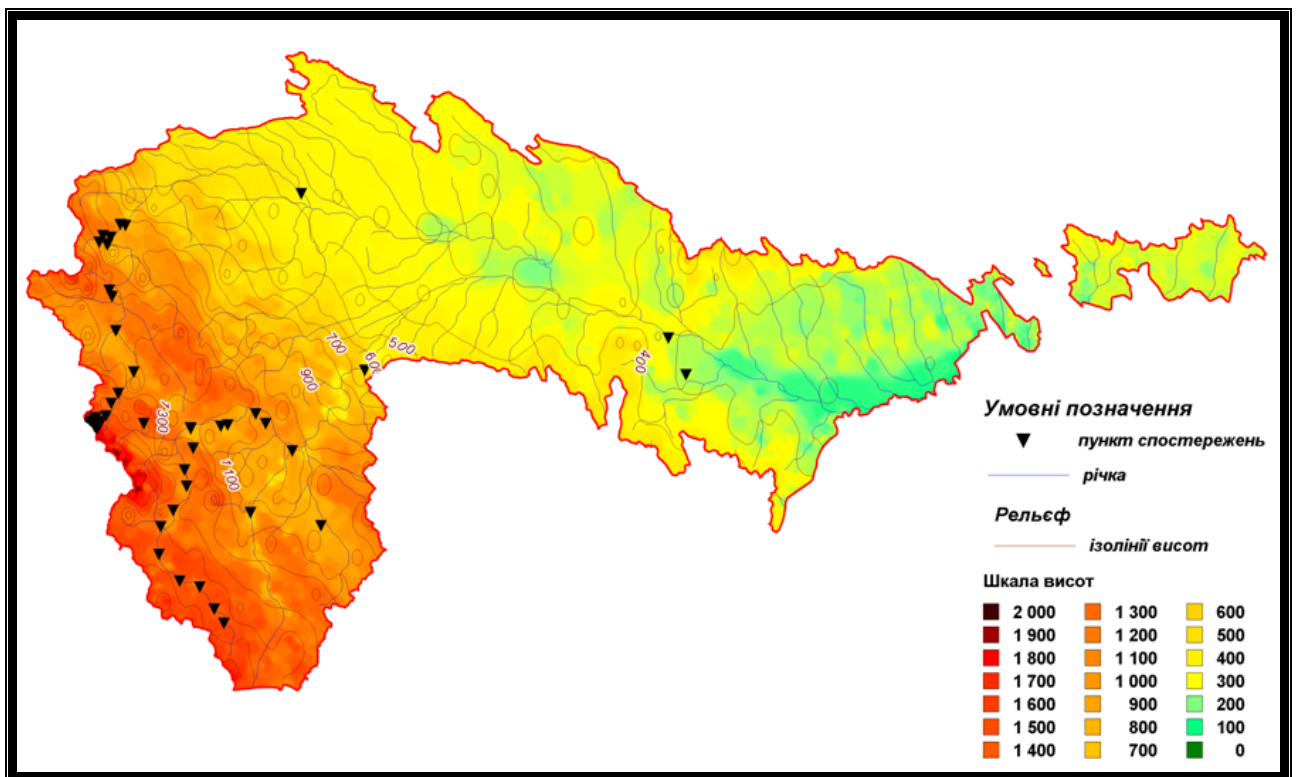 700
600
500
400
900
1300
1100
Умовні позначення
пункт спостережень
річка
Рельєф
ізолінії висот
Шкала висот
2 000 1 300 600
1 900 1 200 500
1 800 1 100 400
1 700 1 000 300
1 600 900 200
1 500 800 100
1 400 700 0